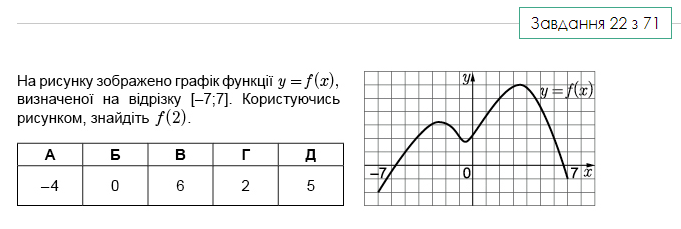 Завдання 22 з 71
На рисунку зображено графік функції y = f(x),
визначеної на відрізку [–7;7]. Користуючись
рисунком, знайдіть f(2).
А Б В Г Д
–4 0 6 2 5
y
y = f(x)
–7 0 7 x